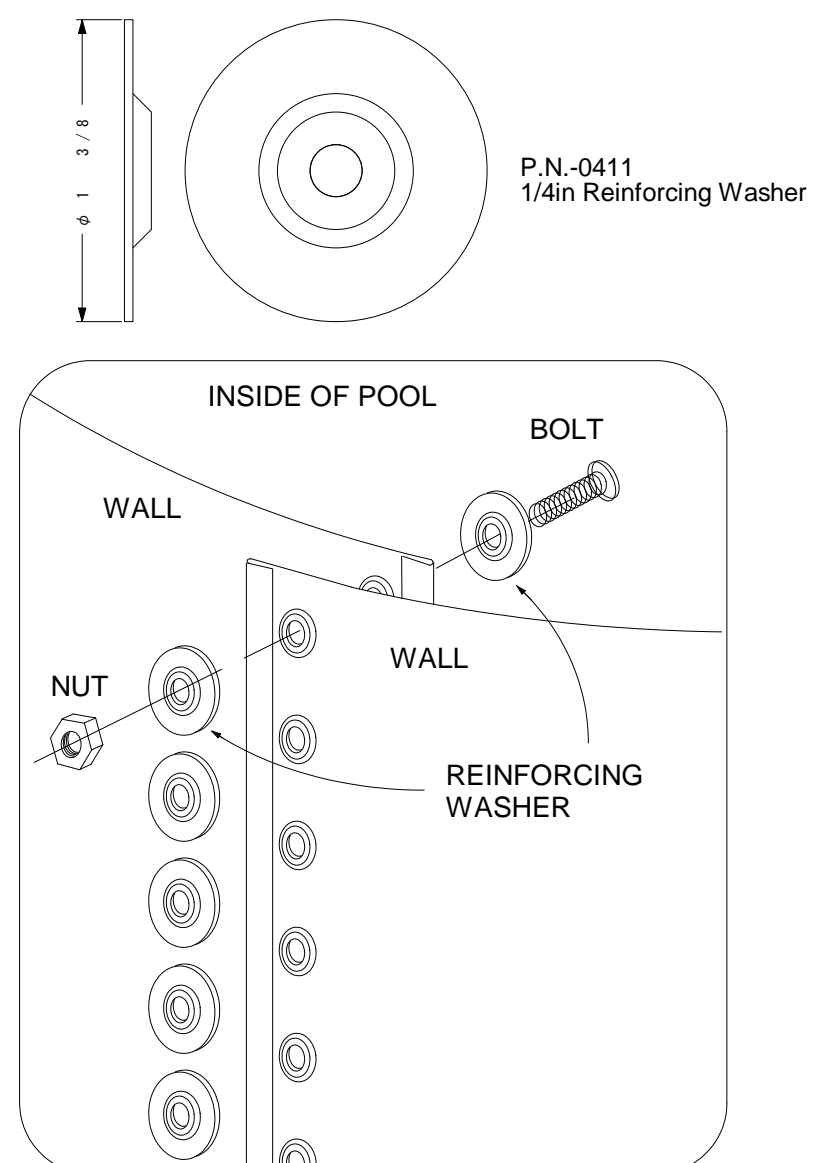 φ 1 3/8
P.N.-0411
1/4in Reinforcing Washer
INSIDE OF POOL
BOLT
WALL
WALL
NUT
REINFORCING
WASHER